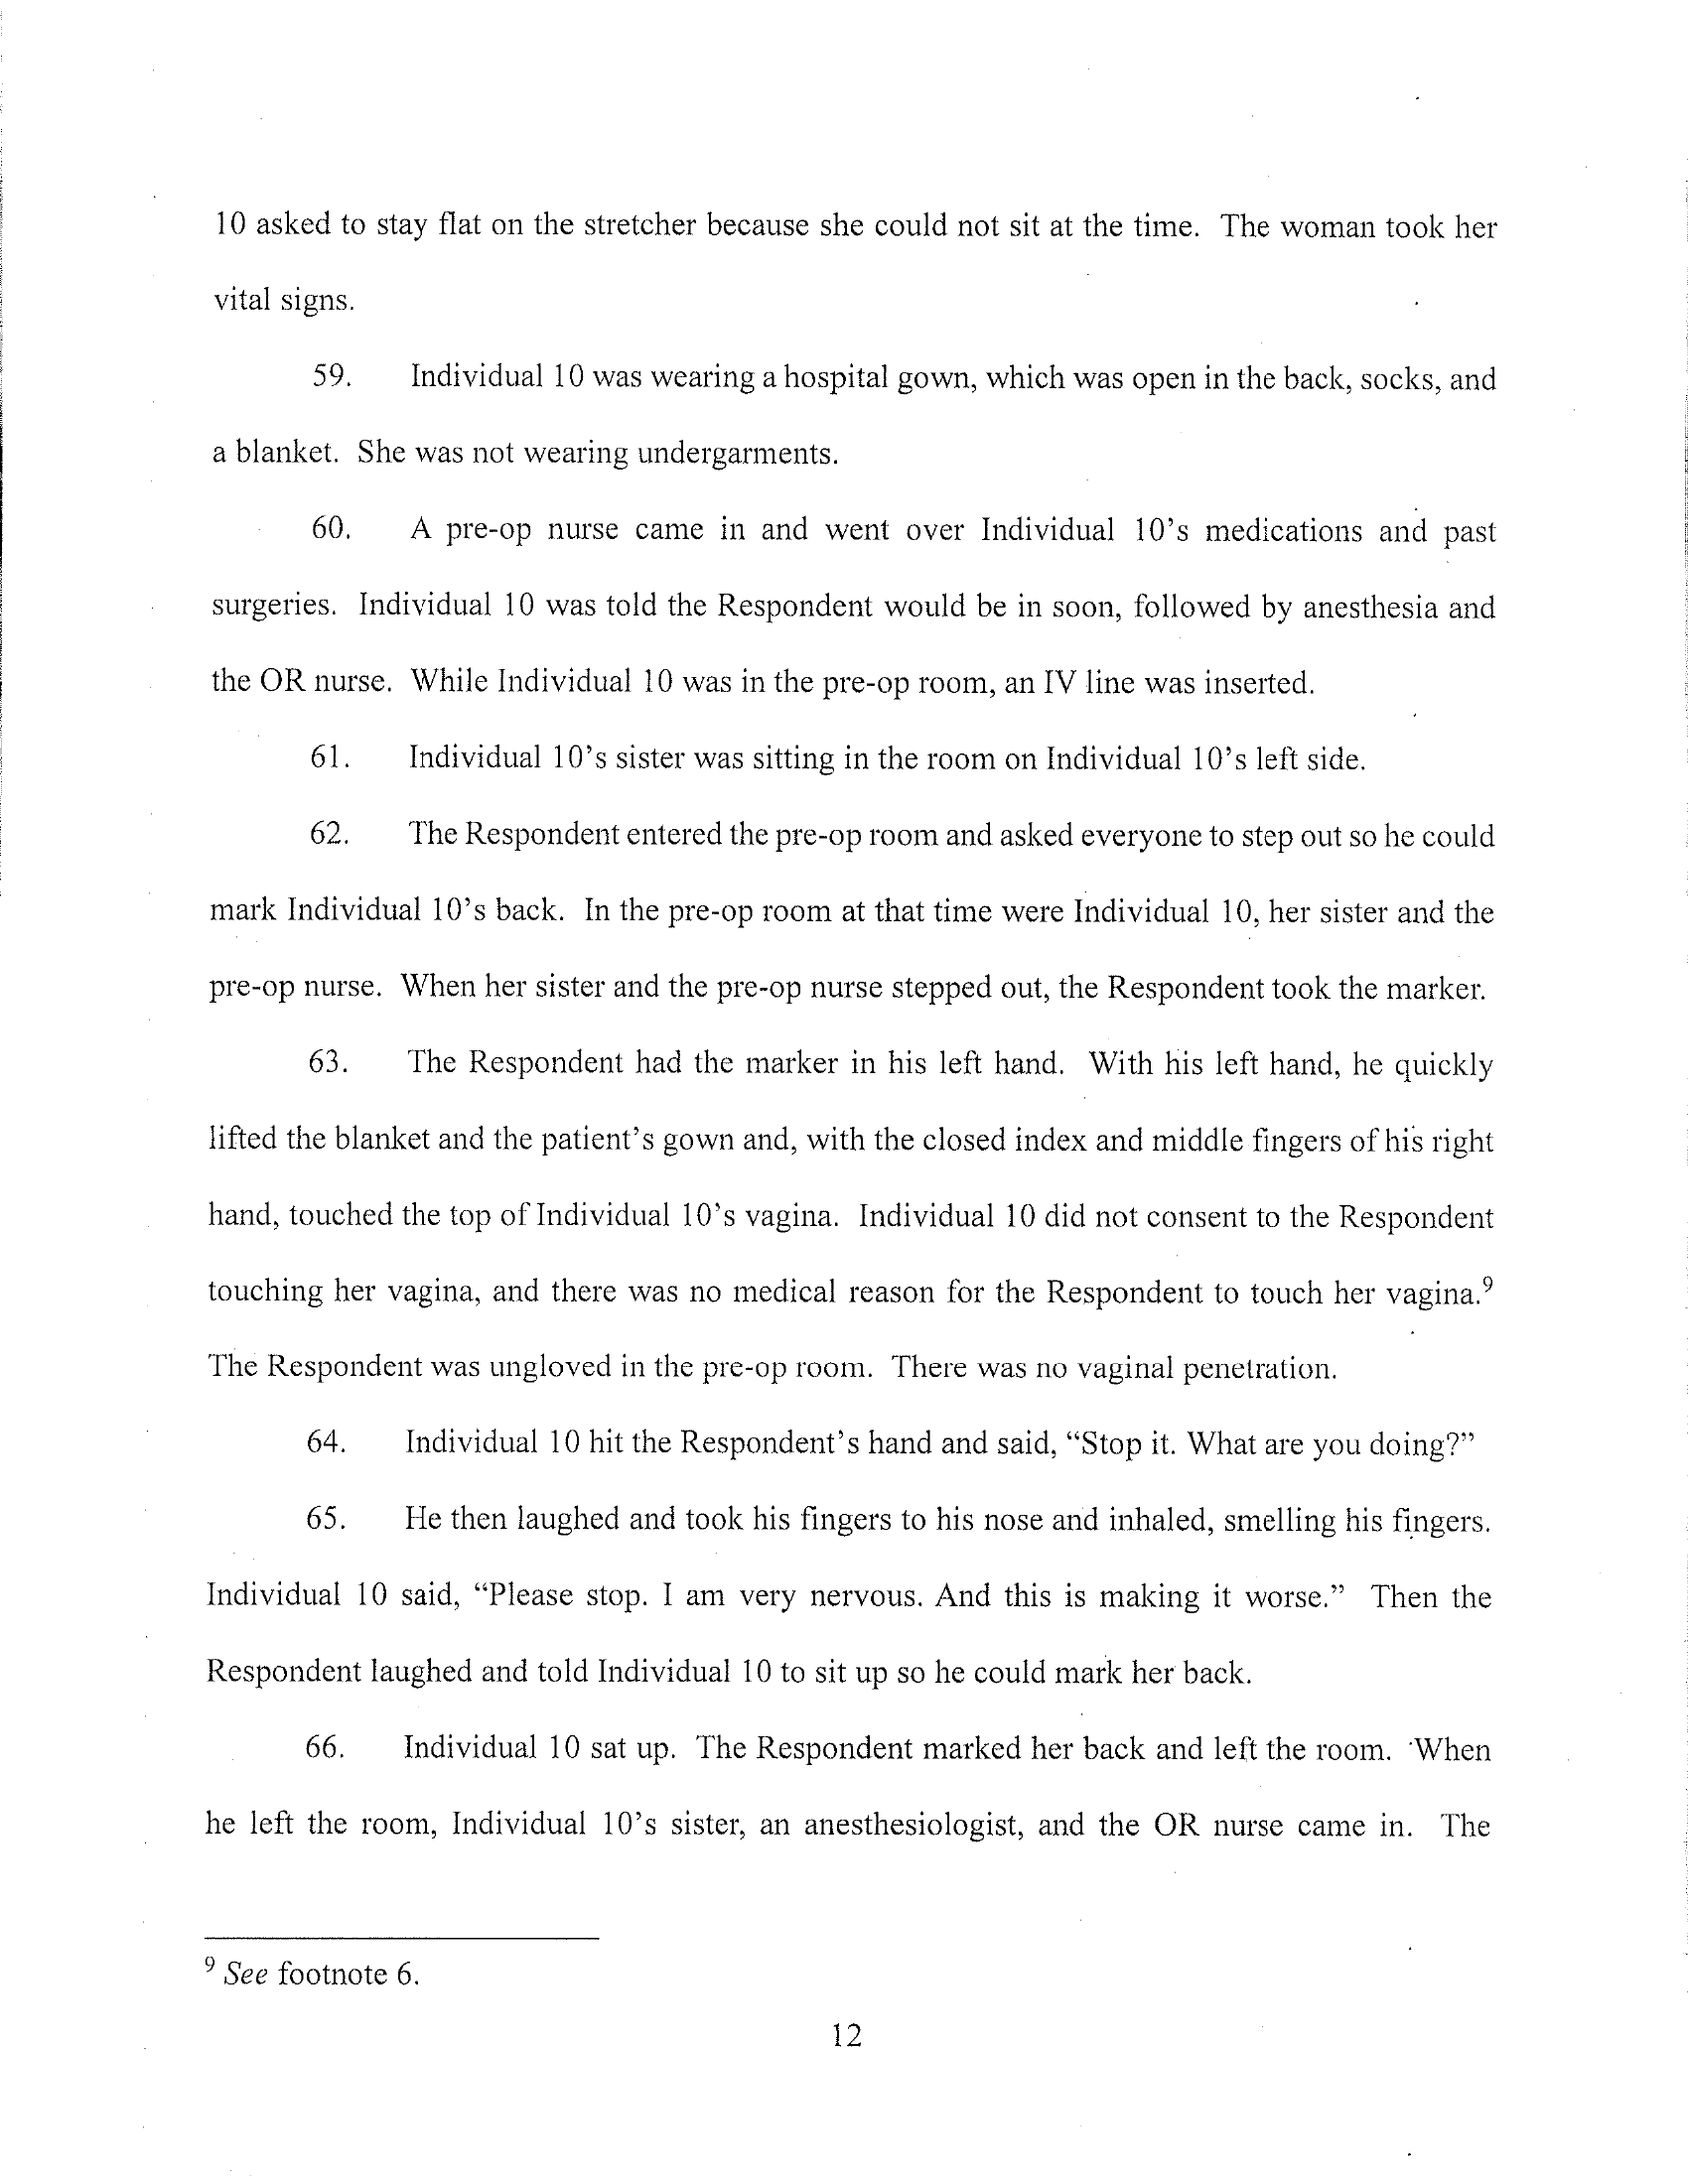 10 asked to stay flat on the stretcher because she could not sit at the time. The woman took her
vital signs.
59. Individual 10 was wearing a hospital gown, which was open in the back, socks, and
a blanket. She was not wearing undergarments.
60. A pre-op nurse came in and went over Individual 10’s medications and past
surgeries. Individual 10 was told the Respondent would be in soon, followed by anesthesia and
the OR nurse. While Individual 10 was in the pre-op room, an IV line was inserted.
61. Individual 10’s sister was sitting in the room on Individual 10’s left side.
62. The Respondent entered the pre-op room and asked everyone to step out so he could
mark Individual 10’s back. In the pre-op room at that time were Individual 10, her sister and the
pre-op nurse. When her sister and the pre-op nurse stepped out, the Respondent took the marker.
63. The Respondent had the marker in his left hand. With his left hand, he quickly
lifted the blanket and the patient’s gown and, with the closed index and middle fingers of his right
hand, touched the top of Individual 10’s vagina. Individual 10 did not consent to the Respondent
touching her vagina, and there was no medical reason for the Respondent to touch her vagina.⁹
The Respondent was ungloved in the pre-op room. There was no vaginal penetration.
64. Individual 10 hit the Respondent’s hand and said, “Stop it. What are you doing?”
65. He then laughed and took his fingers to his nose and inhaled, smelling his fingers.
Individual 10 said, “Please stop. I am very nervous. And this is making it worse.” Then the
Respondent laughed and told Individual 10 to sit up so he could mark her back.
66. Individual 10 sat up. The Respondent marked her back and left the room. When
he left the room, Individual 10’s sister, an anesthesiologist, and the OR nurse came in. The
⁹ See footnote 6.
12